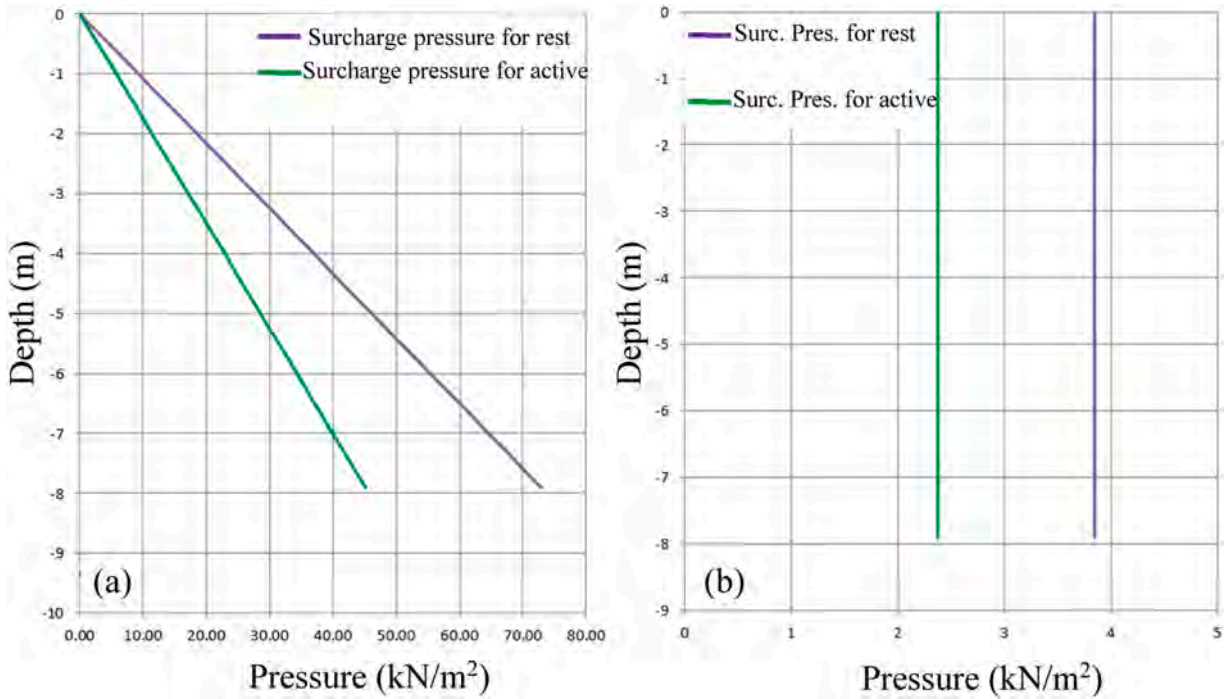 Surcharge pressure for rest
Surcharge pressure for active
0
-1
-2
-3
-4
-5
-6
-7
-8
-9
-10
Depth (m)
(a)
0.00 10.00 20.00 30.00 40.00 50.00 60.00 70.00 80.00
Pressure (kN/m²)
Surc. Pres. for rest
Surc. Pres. for active
0
-1
-2
-3
-4
-5
-6
-7
-8
-9
Depth (m)
(b)
0 1 2 3 4 5
Pressure (kN/m²)